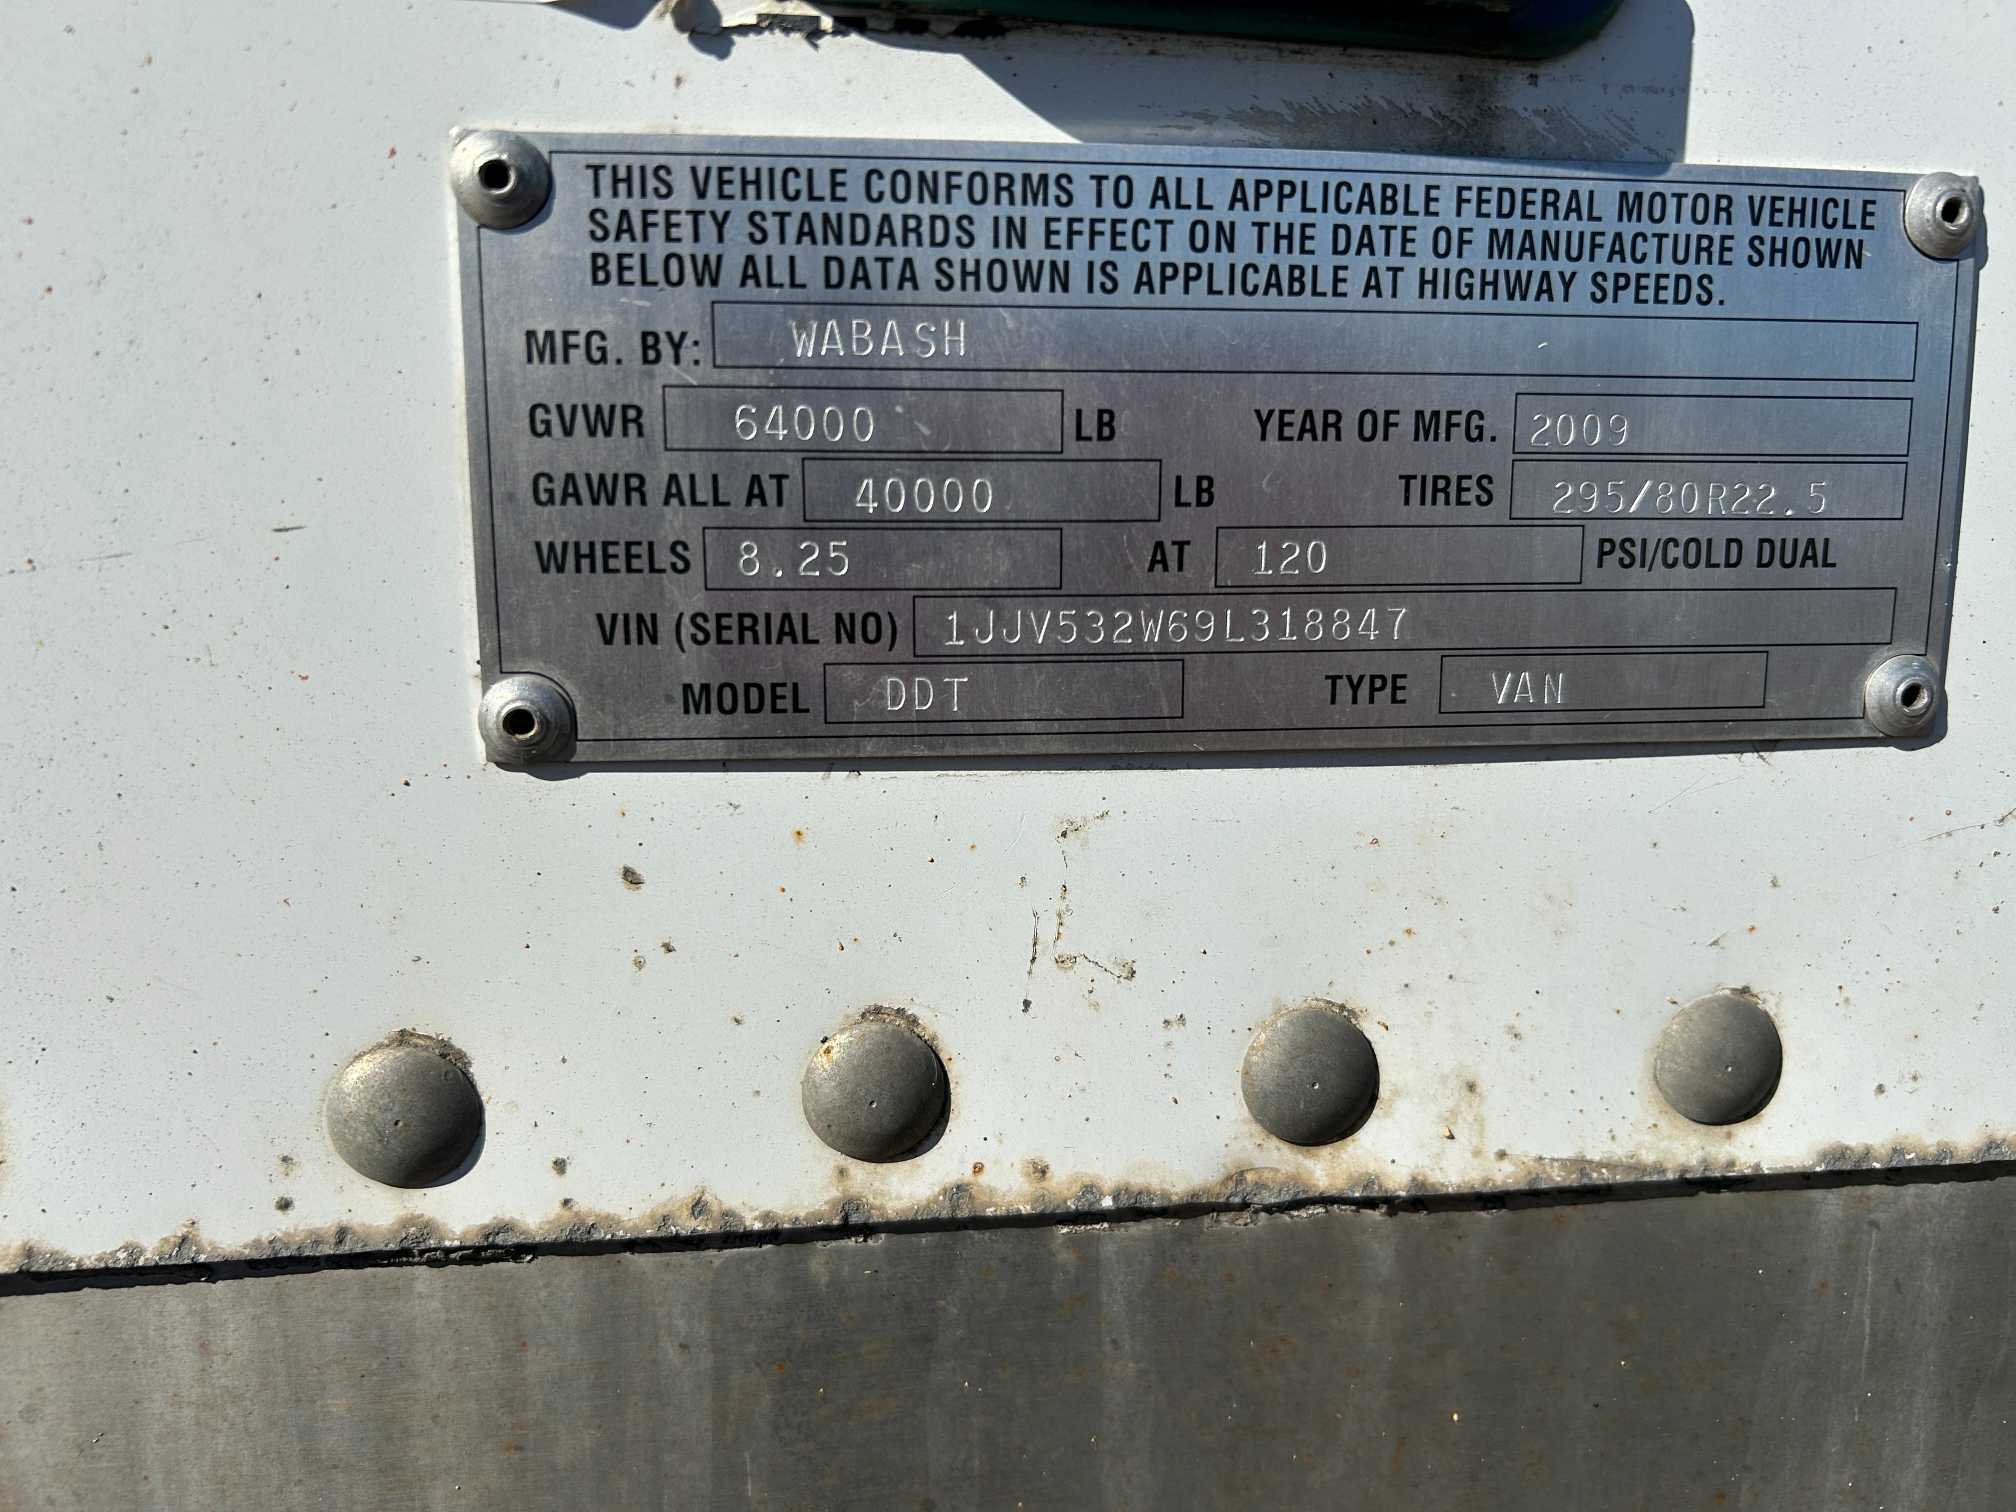 THIS VEHICLE CONFORMS TO ALL APPLICABLE FEDERAL MOTOR VEHICLE
SAFETY STANDARDS IN EFFECT ON THE DATE OF MANUFACTURE SHOWN
BELOW ALL DATA SHOWN IS APPLICABLE AT HIGHWAY SPEEDS.
MFG. BY: WABASH
GVWR 64000 LB YEAR OF MFG. 2009
GAWR ALL AT 40000 LB TIRES 295/80R22.5
WHEELS 8.25 AT 120 PSI/COLD DUAL
VIN (SERIAL NO) 1JJV532W69L318847
MODEL DDT TYPE VAN